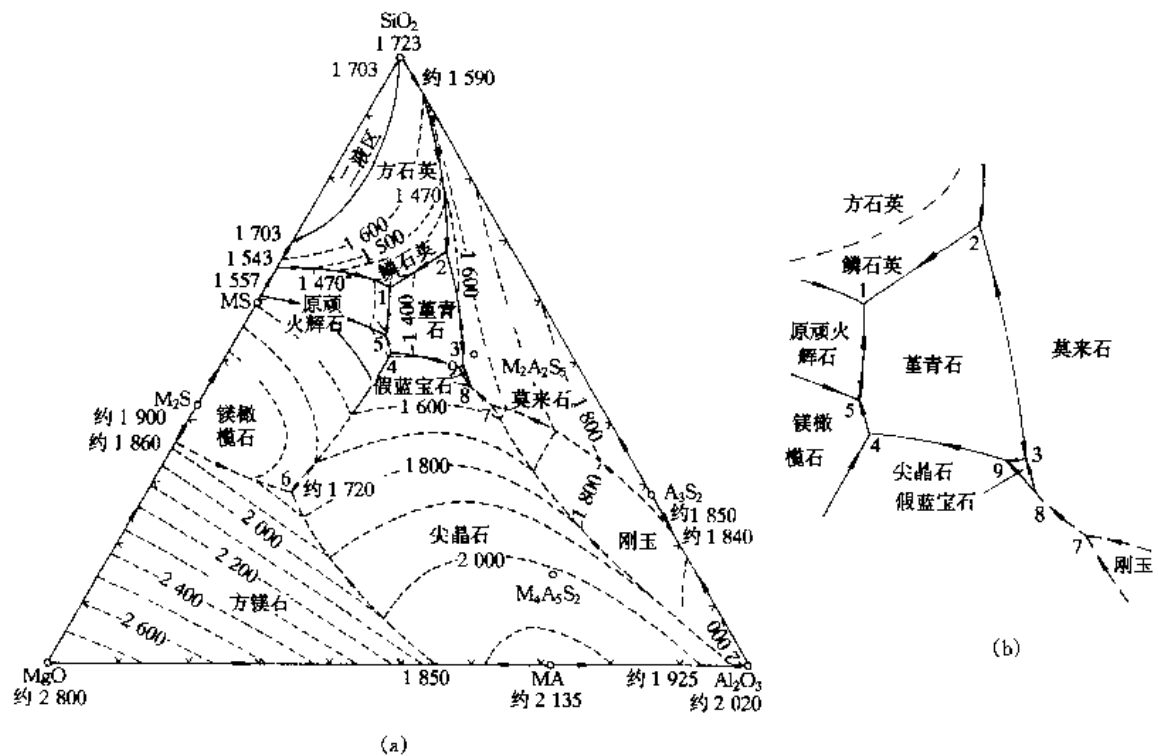 SiO₂
1 723
1 703
约 1 590
二液区
方石英
1 470
1 703
1 600
1 543
1 500
鳞石英
1 557
1 470
2
1 600
MS
原顽
火解石
1
1 400
堇青
石
5
4
3
9
M₂A₂S₅
假蓝宝石
8
M₂S
约 1 900
约 1 860
镁橄
榄石
1 600
7
莫来石
1 800
6
约 1 720
1 800
1 800
A₃S₂
约 1 850
约 1 840
2 000
尖晶石
刚玉
2 000
2 200
2 400
方镁石
M₄A₅S₂
2 600
2 000
MgO
约 2 800
1 850
MA
约 2 135
约 1 925
Al₂O₃
约 2 020
(a)
方石英
2
鳞石英
1
原顽火
解石
堇青石
莫来石
5
镁橄
榄石
4
尖晶石
9
3
假蓝宝石
8
7
刚玉
(b)